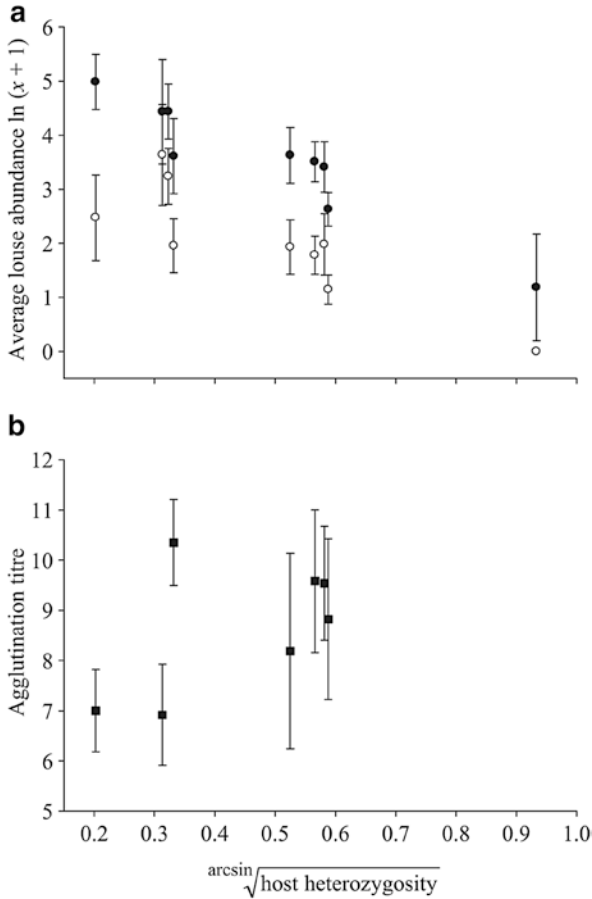 a
Average louse abundance ln (x + 1)
6
5
4
3
2
1
0
b
Agglutination titre
12
11
10
9
8
7
6
5
0.2 0.3 0.4 0.5 0.6 0.7 0.8 0.9 1.0
arcsin√host heterozygosity